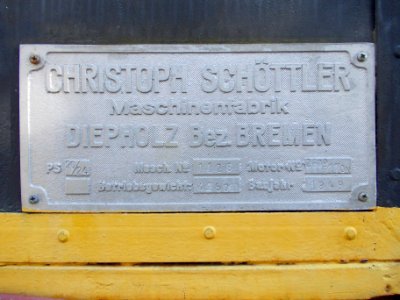 CHRISTOPH SCHÖTTLER
Maschinenfabrik
DIEPHOLZ Bez. BREMEN
PS Masch. Nr Motor-Nr
Betriebsgewicht Baujahr